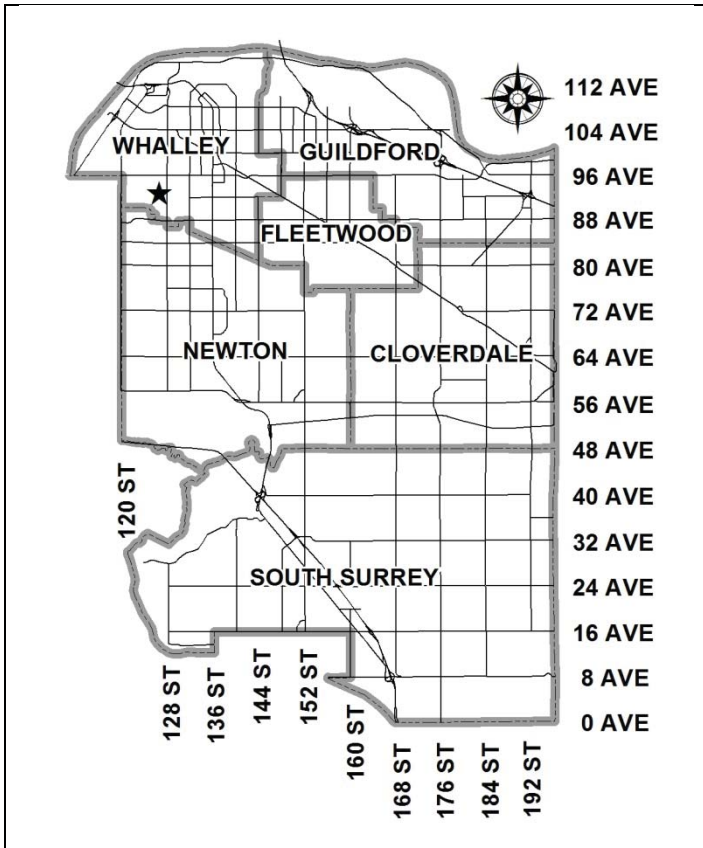 112 AVE
104 AVE
WHALLEY
GUILDFORD
96 AVE
88 AVE
FLEETWOOD
80 AVE
72 AVE
NEWTON
CLOVERDALE
64 AVE
56 AVE
48 AVE
120 ST
40 AVE
32 AVE
SOUTH SURREY
24 AVE
16 AVE
128 ST
136 ST
144 ST
152 ST
160 ST
8 AVE
0 AVE
168 ST
176 ST
184 ST
192 ST